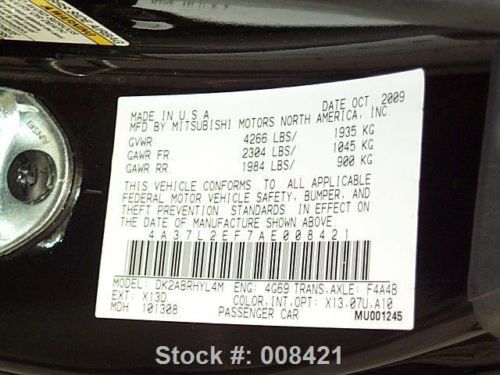 DATE OCT 2009
MADE IN U.S.A
MFD BY MITSUBISHI MOTORS NORTH AMERICA, INC.
GVWR 4266 LBS/ 1935 KG
GAWR FR. 2304 LBS/ 1045 KG
GAWR RR. 1984 LBS/ 900 KG
THIS VEHICLE CONFORMS TO ALL APPLICABLE
FEDERAL MOTOR VEHICLE SAFETY, BUMPER, AND
THEFT PREVENTION STANDARDS IN EFFECT ON
THE DATE OF MANUFACTURE SHOWN ABOVE
4A37L2EF7AE008421
MODEL: DK2A8RHYL4M ENG: 4G69 TRANS,AXLE: F4A4B
EXT: X13D COLOR,INT,OPT: X13,07U,A10
MDH 101308 PASSENGER CAR MU001245
Stock #: 008421